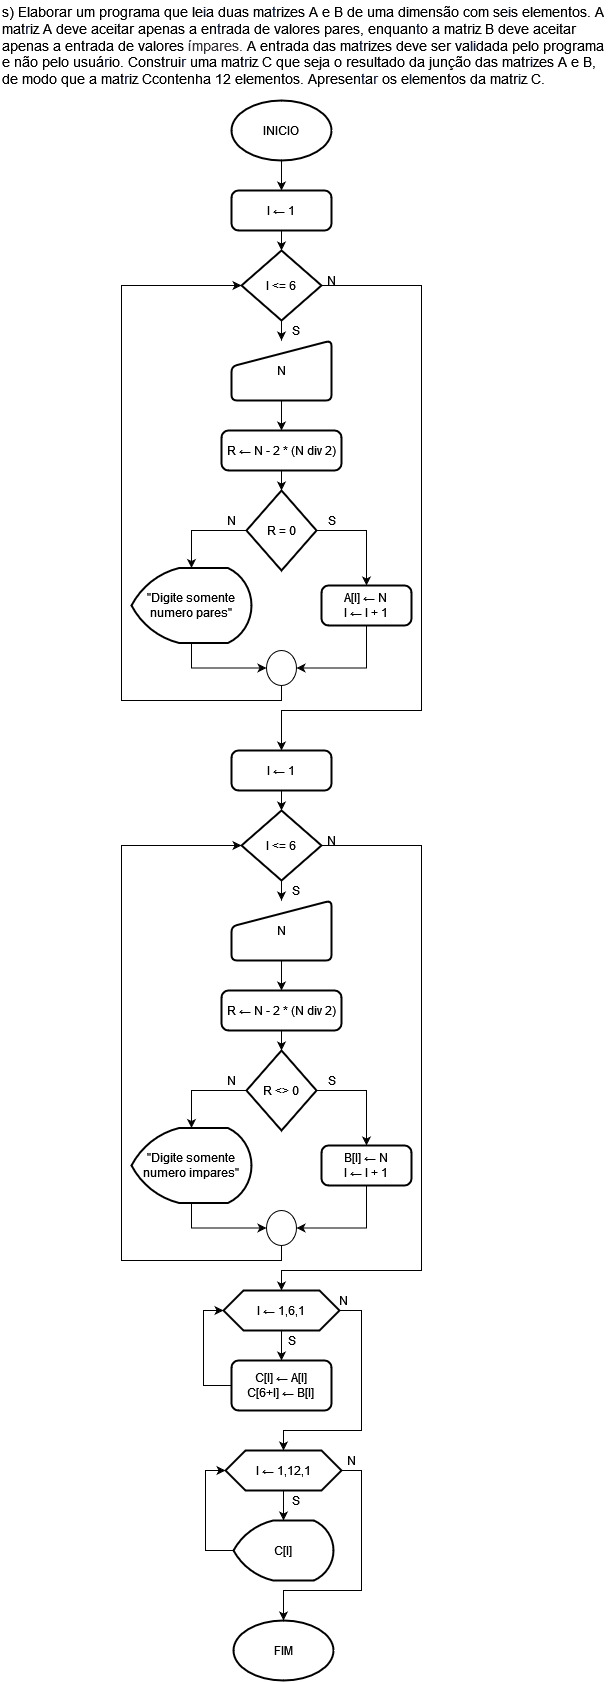 s) Elaborar um programa que leia duas matrizes A e B de uma dimensão com seis elementos. A
matriz A deve aceitar apenas a entrada de valores pares, enquanto a matriz B deve aceitar
apenas a entrada de valores ímpares. A entrada das matrizes deve ser validada pelo programa
e não pelo usuário. Construir uma matriz C que seja o resultado da junção das matrizes A e B,
de modo que a matriz Ccontenha 12 elementos. Apresentar os elementos da matriz C.
INICIO
I ← 1
I <= 6
N
S
N
R ← N - 2 * (N div 2)
N
R = 0
S
"Digite somente
numero pares"
A[I] ← N
I ← I + 1
I ← 1
I <= 6
N
S
N
R ← N - 2 * (N div 2)
N
R <> 0
S
"Digite somente
numero impares"
B[I] ← N
I ← I + 1
I ← 1,6,1
N
S
C[I] ← A[I]
C[6+I] ← B[I]
I ← 1,12,1
N
S
C[I]
FIM